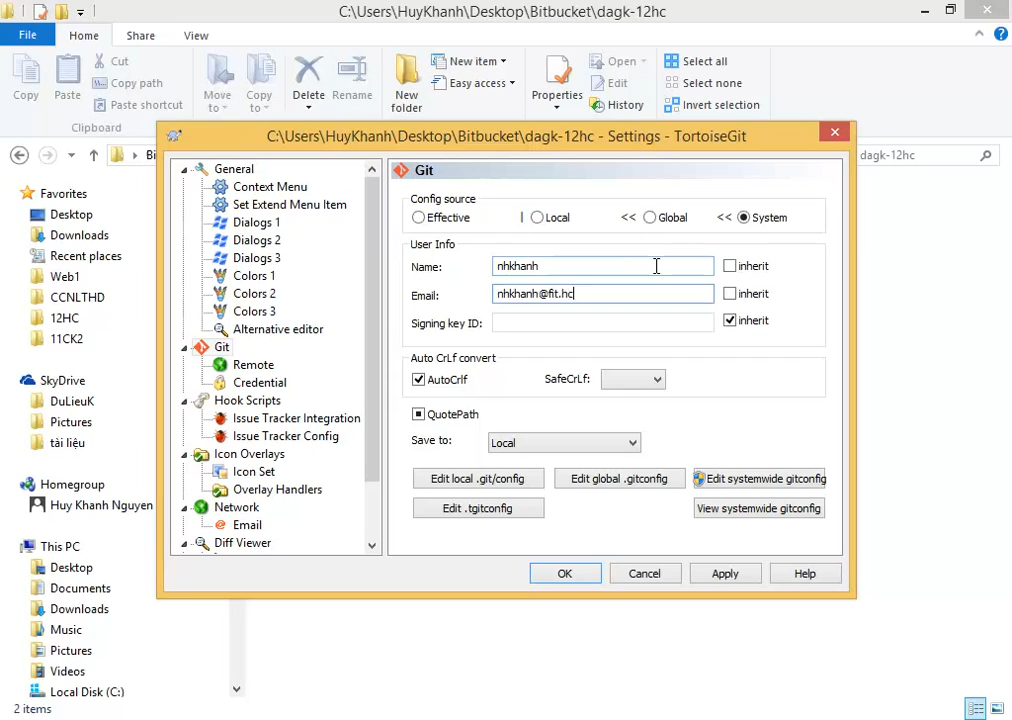 C:\Users\HuyKhanh\Desktop\Bitbucket\dagk-12hc
File Home Share View
Copy
Paste
Cut
Copy path
Paste shortcut
Clipboard
Move to
Copy to
Delete
Rename
New folder
New item
Easy access
Properties
Open
Edit
History
Select all
Select none
Invert selection
Bi
dagk-12hc
Favorites
Desktop
Downloads
Recent places
Web1
CCNLTHD
12HC
11CK2
SkyDrive
DuLieuK
Pictures
tài liệu
Homegroup
Huy Khanh Nguyen
This PC
Desktop
Documents
Downloads
Music
Pictures
Videos
Local Disk (C:)
2 items
C:\Users\HuyKhanh\Desktop\Bitbucket\dagk-12hc - Settings - TortoiseGit
General
Context Menu
Set Extend Menu Item
Dialogs 1
Dialogs 2
Dialogs 3
Colors 1
Colors 2
Colors 3
Alternative editor
Git
Remote
Credential
Hook Scripts
Issue Tracker Integration
Issue Tracker Config
Icon Overlays
Icon Set
Overlay Handlers
Network
Email
Diff Viewer
Git
Config source
Effective | Local << Global << System
User Info
Name: nhkhanh inherit
Email: nhkhanh@fit.hc inherit
Signing key ID: inherit
Auto CrLf convert
AutoCrlf SafeCrLf:
QuotePath
Save to: Local
Edit local .git/config Edit global .gitconfig Edit systemwide gitconfig
Edit .tgitconfig View systemwide gitconfig
OK Cancel Apply Help